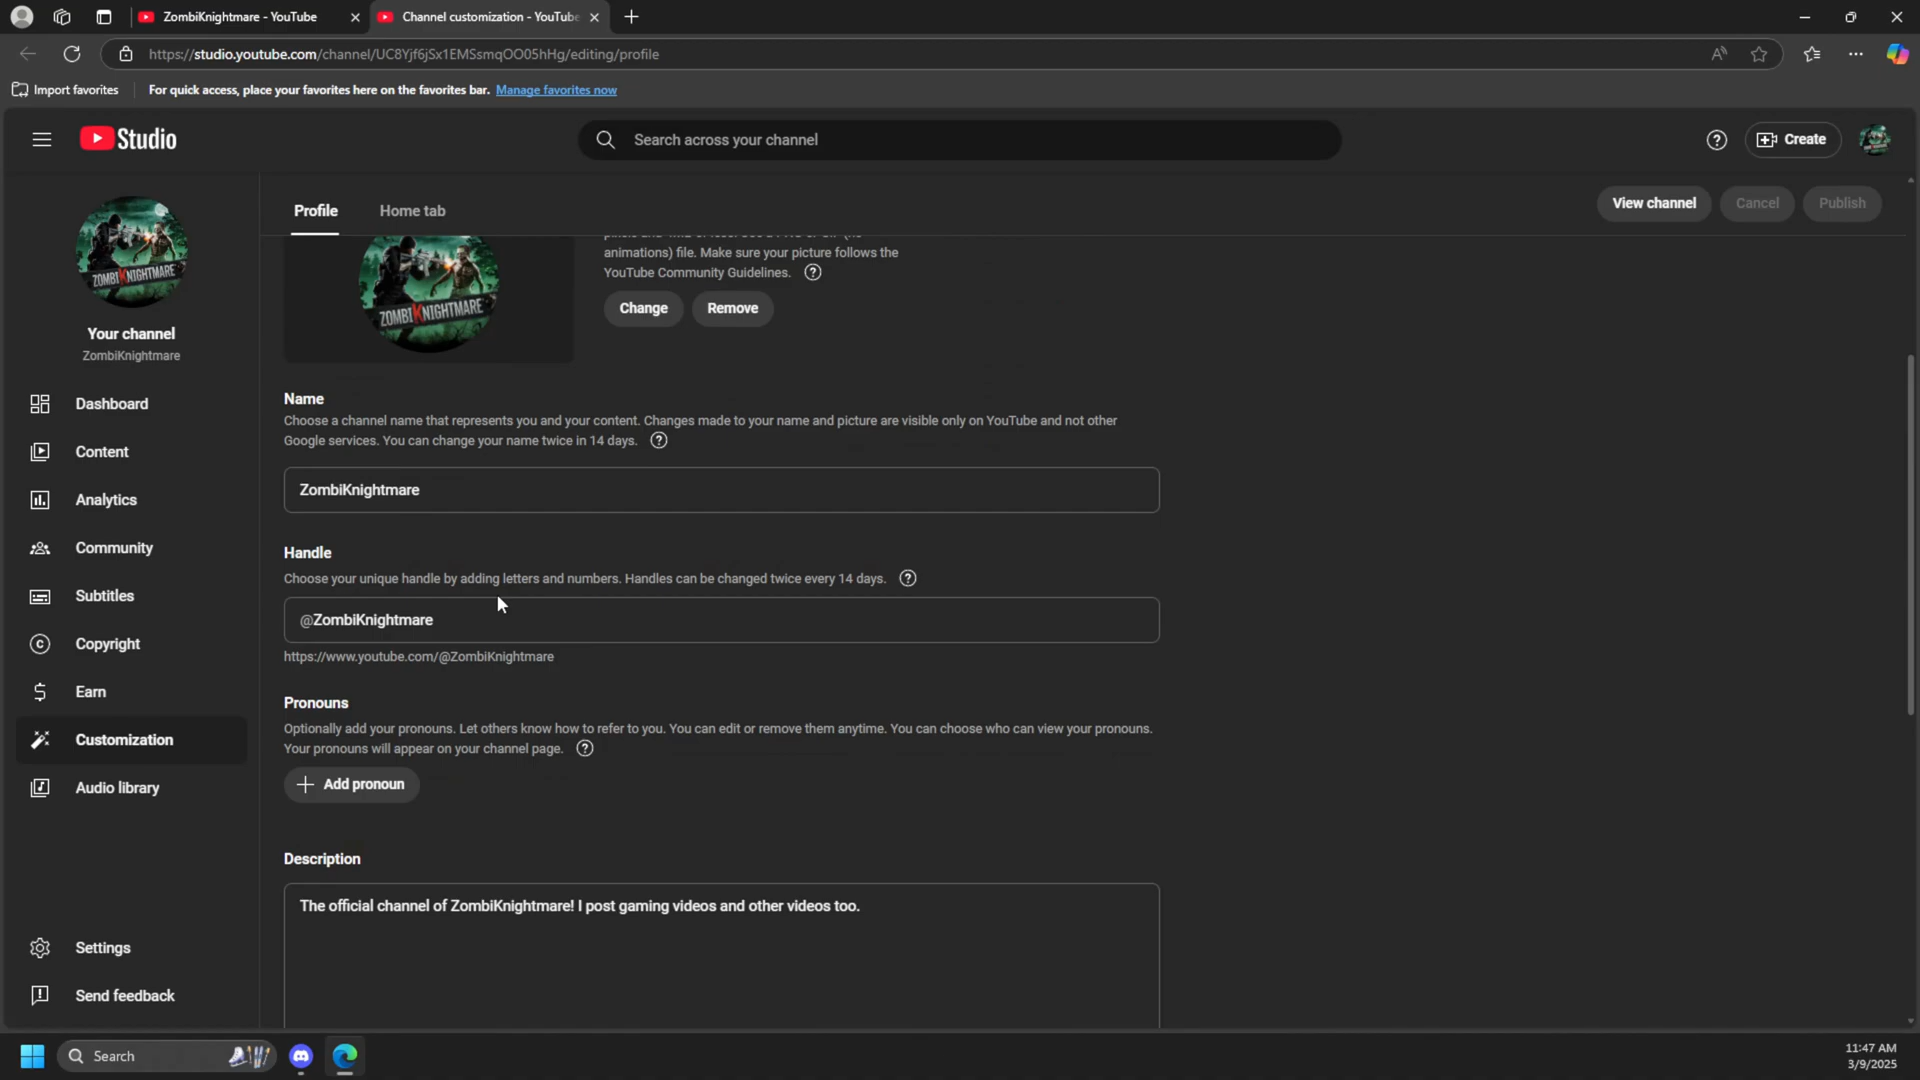 ZombiKnightmare - YouTube
Channel customization - YouTube
https://studio.youtube.com/channel/UC8Yjf6jSx1EMSsmqOO05hHg/editing/profile
Import favorites
For quick access, place your favorites here on the favorites bar. Manage favorites now
Studio
Search across your channel
Create
Profile
Home tab
View channel
Cancel
Publish
ZOMBIKNIGHTMARE
Your channel
ZombiKnightmare
Dashboard
Content
Analytics
Community
Subtitles
Copyright
Earn
Customization
Audio library
Settings
Send feedback
ZOMBIKNIGHTMARE
animations) file. Make sure your picture follows the
YouTube Community Guidelines.
Change
Remove
Name
Choose a channel name that represents you and your content. Changes made to your name and picture are visible only on YouTube and not other
Google services. You can change your name twice in 14 days.
ZombiKnightmare
Handle
Choose your unique handle by adding letters and numbers. Handles can be changed twice every 14 days.
@ZombiKnightmare
https://www.youtube.com/@ZombiKnightmare
Pronouns
Optionally add your pronouns. Let others know how to refer to you. You can edit or remove them anytime. You can choose who can view your pronouns.
Your pronouns will appear on your channel page.
Add pronoun
Description
The official channel of ZombiKnightmare! I post gaming videos and other videos too.
Search
11:47 AM
3/9/2025